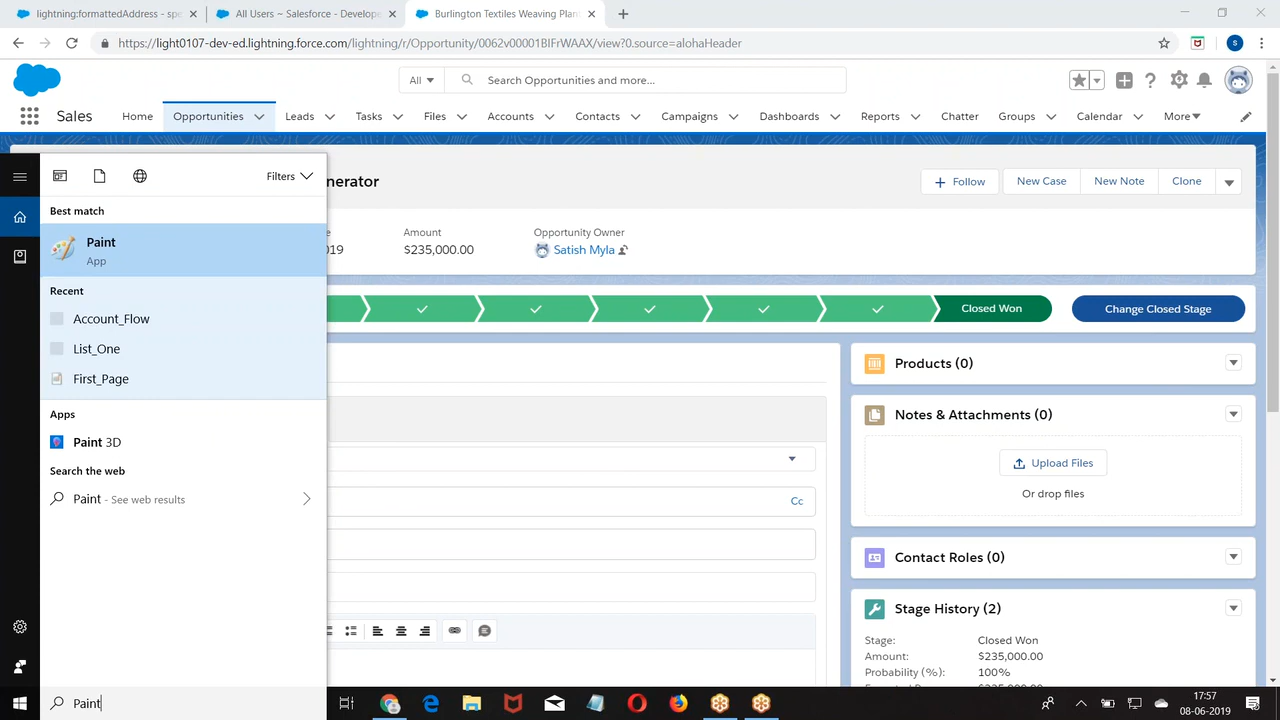 lightning:formattedAddress - spe
All Users ~ Salesforce - Develope
Burlington Textiles Weaving Plan
https://light0107-dev-ed.lightning.force.com/lightning/r/Opportunity/0062v00001BIFrWAAX/view?0.source=alohaHeader
S
All
Search Opportunities and more...
Sales
Home
Opportunities
Leads
Tasks
Files
Accounts
Contacts
Campaigns
Dashboards
Reports
Chatter
Groups
Calendar
More
Filters
nerator
Follow
New Case
New Note
Clone
Best match
Paint
App
Amount
Opportunity Owner
019
$235,000.00
Satish Myla
Recent
Account_Flow
List_One
First_Page
Closed Won
Change Closed Stage
Products (0)
Notes & Attachments (0)
Upload Files
Or drop files
Apps
Paint 3D
Search the web
Paint - See web results
Cc
Contact Roles (0)
Stage History (2)
Stage:
Closed Won
Amount:
$235,000.00
Probability (%):
100%
Paint
17:57
08-06-2019